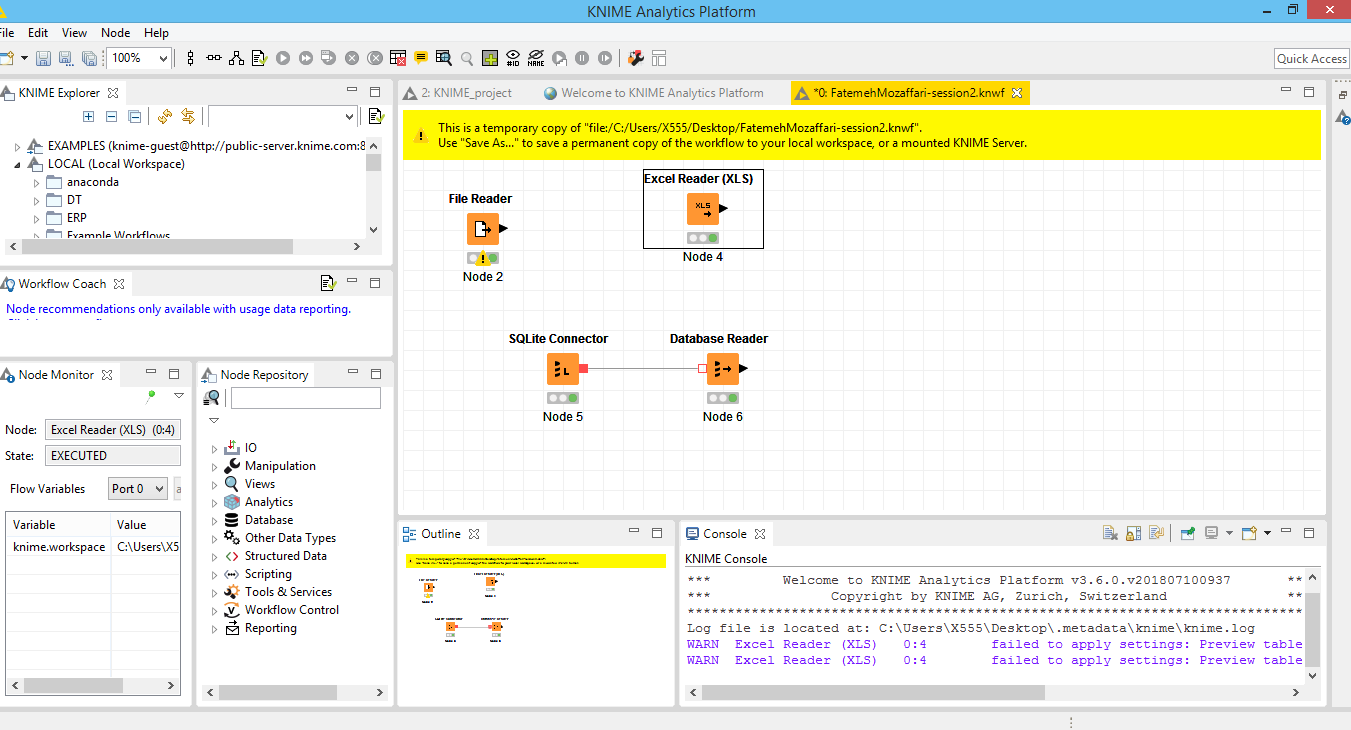 KNIME Analytics Platform
File Edit View Node Help
100%
#ID
NAME
Quick Access
KNIME Explorer
EXAMPLES (knime-guest@http://public-server.knime.com:8
LOCAL (Local Workspace)
anaconda
DT
ERP
Example Workflows
Workflow Coach
Node recommendations only available with usage data reporting.
Node Monitor
Node: Excel Reader (XLS) (0:4)
State: EXECUTED
Flow Variables Port 0 a
Variable Value
knime.workspace C:\Users\X5
Node Repository
IO
Manipulation
Views
Analytics
Database
Other Data Types
Structured Data
Scripting
Tools & Services
Workflow Control
Reporting
2: KNIME_project
Welcome to KNIME Analytics Platform
*0: FatemehMozaffari-session2.knwf
This is a temporary copy of "file:/C:/Users/X555/Desktop/FatemehMozaffari-session2.knwf".
Use "Save As..." to save a permanent copy of the workflow to your local workspace, or a mounted KNIME Server.
File Reader
Node 2
Excel Reader (XLS)
XLS
Node 4
SQLite Connector
L
Node 5
Database Reader
Node 6
Outline
Console
KNIME Console
*** Welcome to KNIME Analytics Platform v3.6.0.v201807100937 **
*** Copyright by KNIME AG, Zurich, Switzerland **
Log file is located at: C:\Users\X555\Desktop\.metadata\knime\knime.log
WARN Excel Reader (XLS) 0:4 failed to apply settings: Preview table
WARN Excel Reader (XLS) 0:4 failed to apply settings: Preview table